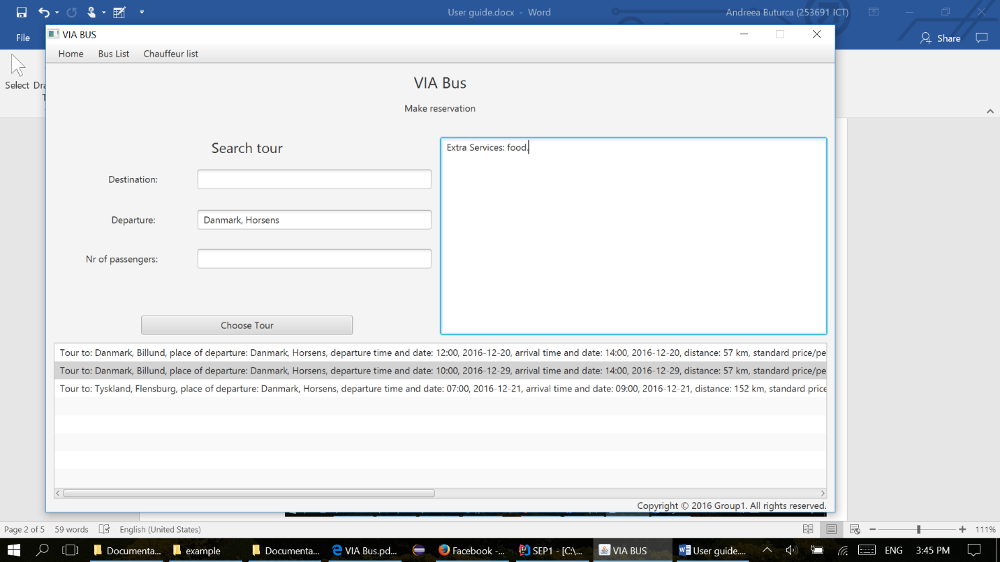 User guide.docx - Word
Andreea Buturca (253691 ICT)
File
Share
VIA BUS
Home Bus List Chauffeur list
Select
VIA Bus
Make reservation
Search tour
Extra Services: food.
Destination:
Departure: Danmark, Horsens
Nr of passengers:
Choose Tour
Tour to: Danmark, Billund, place of departure: Danmark, Horsens, departure time and date: 12:00, 2016-12-20, arrival time and date: 14:00, 2016-12-20, distance: 57 km, standard price/pe
Tour to: Danmark, Billund, place of departure: Danmark, Horsens, departure time and date: 10:00, 2016-12-29, arrival time and date: 14:00, 2016-12-29, distance: 57 km, standard price/pe
Tour to: Tyskland, Flensburg, place of departure: Danmark, Horsens, departure time and date: 07:00, 2016-12-21, arrival time and date: 09:00, 2016-12-21, distance: 152 km, standard price
Copyright © 2016 Group1. All rights reserved.
Page 2 of 5 59 words English (United States) 111%
Documenta... example Documenta... VIA Bus.pd... Facebook -... SEP1 - [C:\... VIA BUS User guide.... ENG 3:45 PM